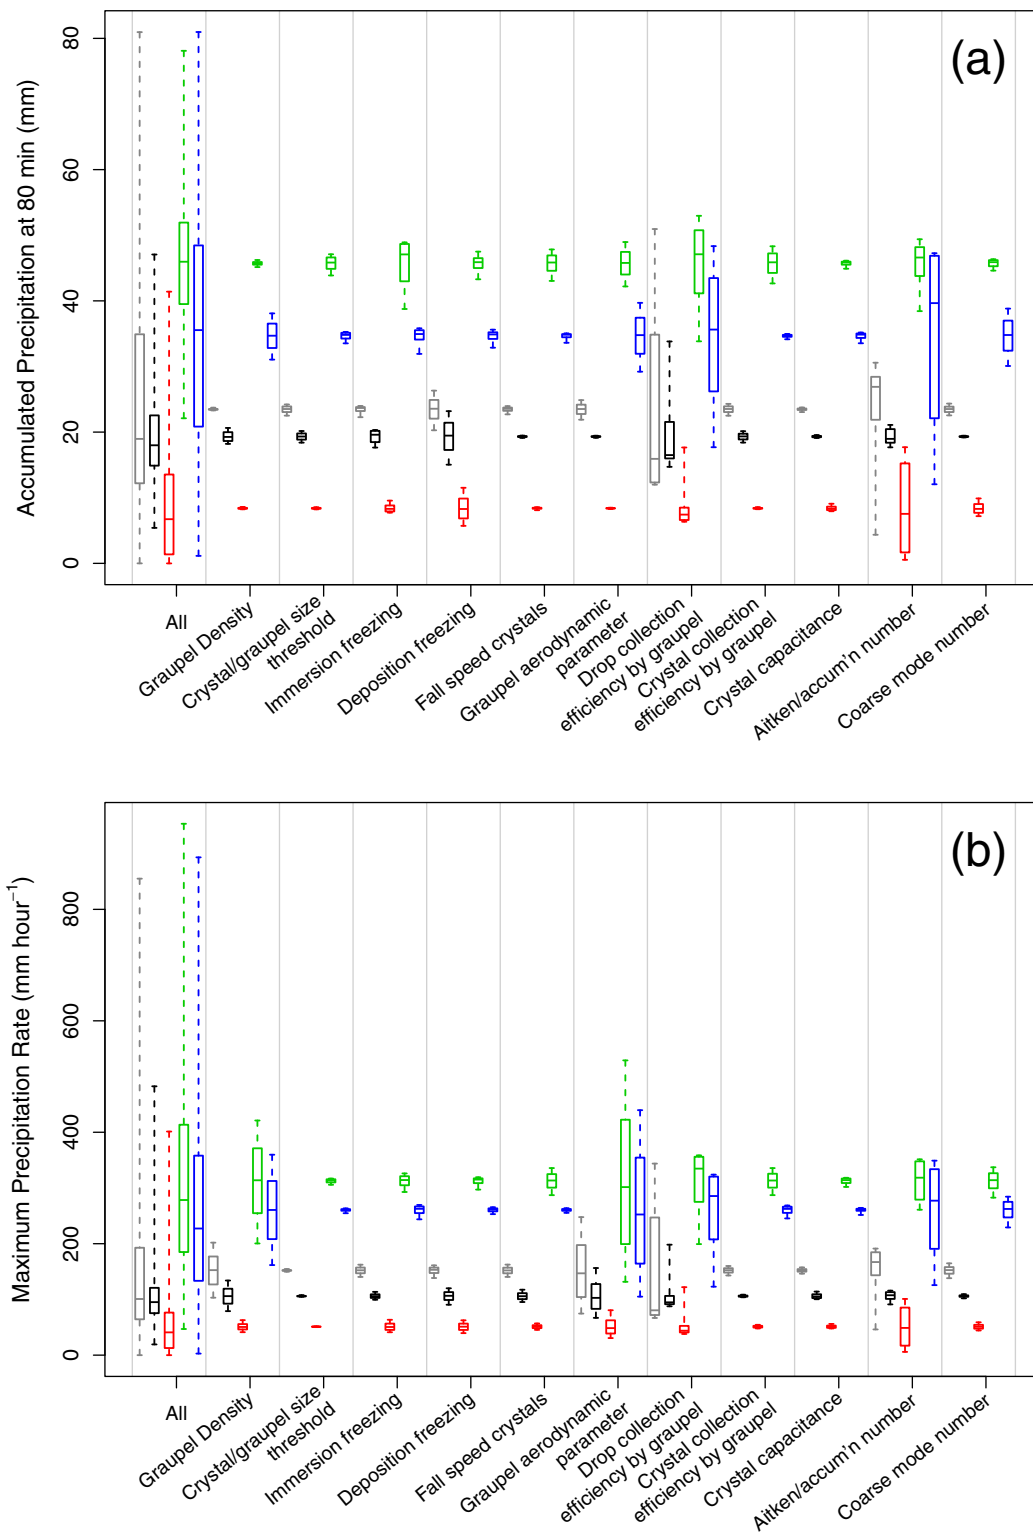 (a)
Accumulated Precipitation at 80 min (mm)
80
60
40
20
0
All
Graupel Density
Crystal/graupel size
threshold
Immersion freezing
Deposition freezing
Fall speed crystals
Graupel aerodynamic
parameter
Drop collection
efficiency by graupel
Crystal collection
efficiency by graupel
Crystal capacitance
Aitken/accum'n number
Coarse mode number
(b)
Maximum Precipitation Rate (mm hour⁻¹)
800
600
400
200
0
All
Graupel Density
Crystal/graupel size
threshold
Immersion freezing
Deposition freezing
Fall speed crystals
Graupel aerodynamic
parameter
Drop collection
efficiency by graupel
Crystal collection
efficiency by graupel
Crystal capacitance
Aitken/accum'n number
Coarse mode number